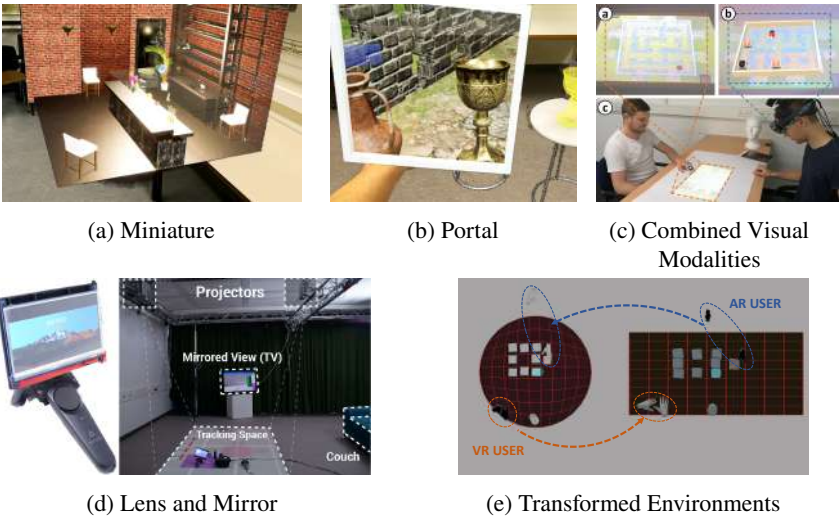 a
b
c
(a) Miniature
(b) Portal
(c) Combined Visual
Modalities
Projectors
Mirrored View (TV)
Tracking Space
Couch
AR USER
VR USER
(d) Lens and Mirror
(e) Transformed Environments